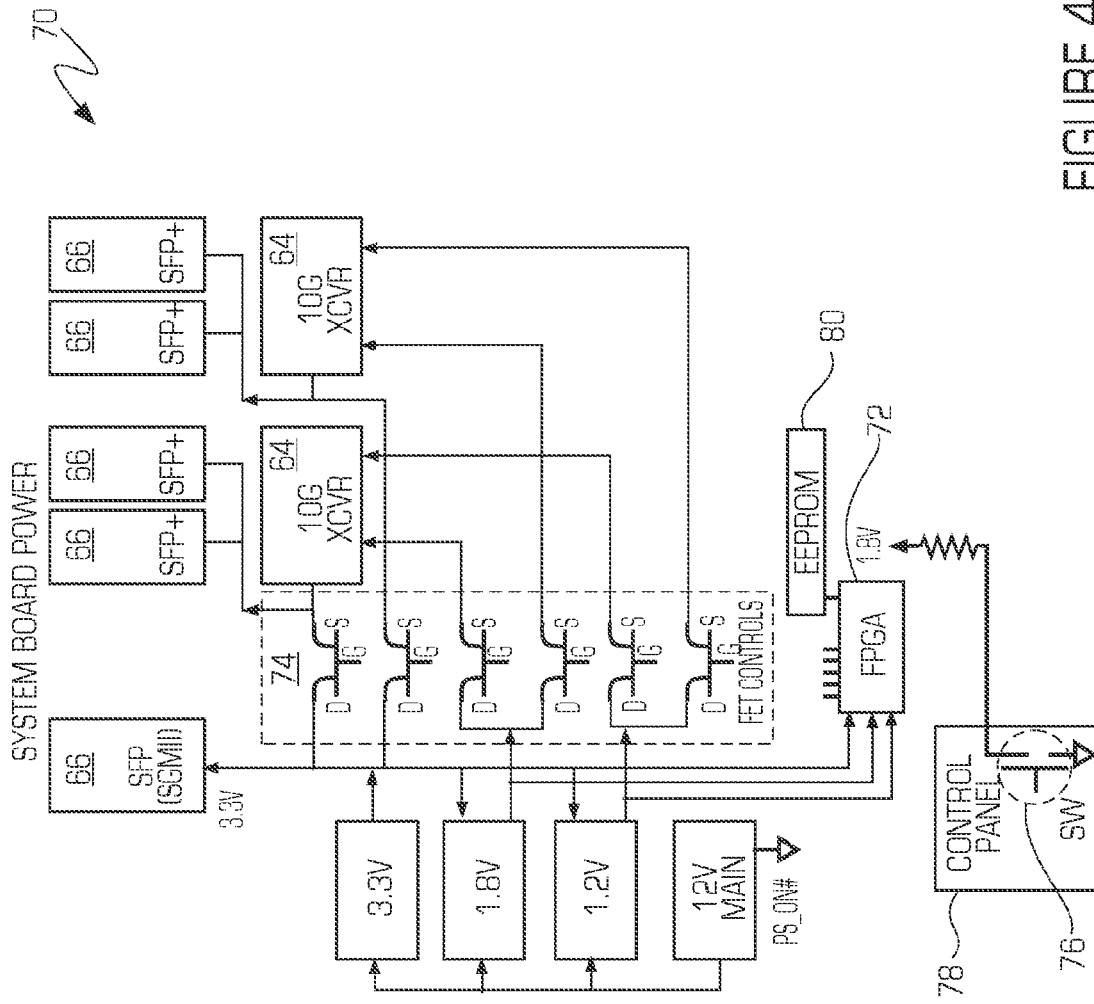 SYSTEM BOARD POWER
70
66
SFP
(SGMID)
66
SFP+
66
SFP+
66
SFP+
66
SFP+
3.3V
64
10G
XCVR
64
10G
XCVR
74
D
G
S
D
G
S
D
G
S
D
G
S
D
G
S
D
G
S
FET CONTROLS
3.3V
1.8V
1.2V
12V
MAIN
PS_ON#
EEPROM
80
FPGA
72
1.8V
CONTROL
PANEL
SW
78
76
FIGURE 4